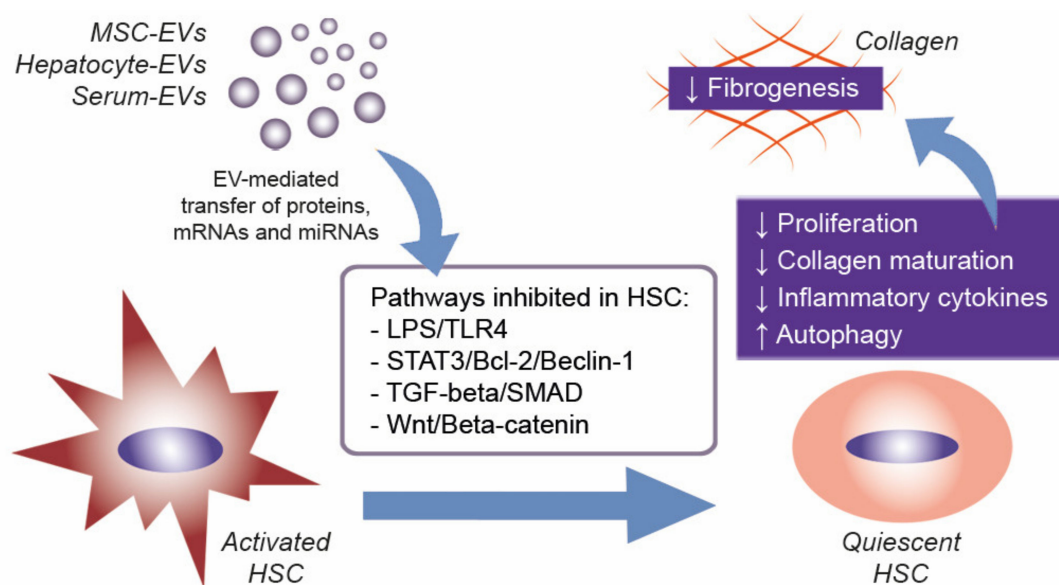 MSC-EVs
Hepatocyte-EVs
Serum-EVs
EV-mediated
transfer of proteins,
mRNAs and miRNAs
Collagen
↓ Fibrogenesis
↓ Proliferation
↓ Collagen maturation
↓ Inflammatory cytokines
↑ Autophagy
Pathways inhibited in HSC:
- LPS/TLR4
- STAT3/Bcl-2/Beclin-1
- TGF-beta/SMAD
- Wnt/Beta-catenin
Activated
HSC
Quiescent
HSC